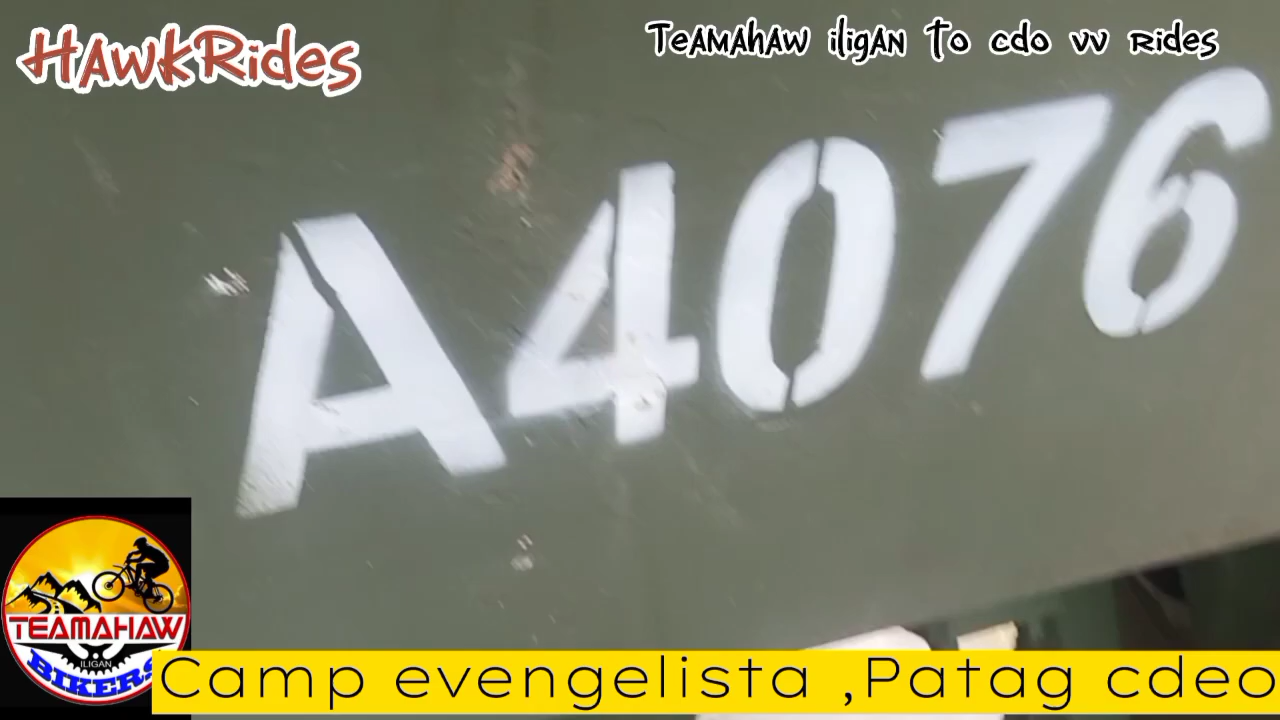 HawkRides
Teamahaw iligan to cdo vv rides
A4076
TEAMAHAW
ILIGAN
BIKERS
Camp evengelista ,Patag cdeo